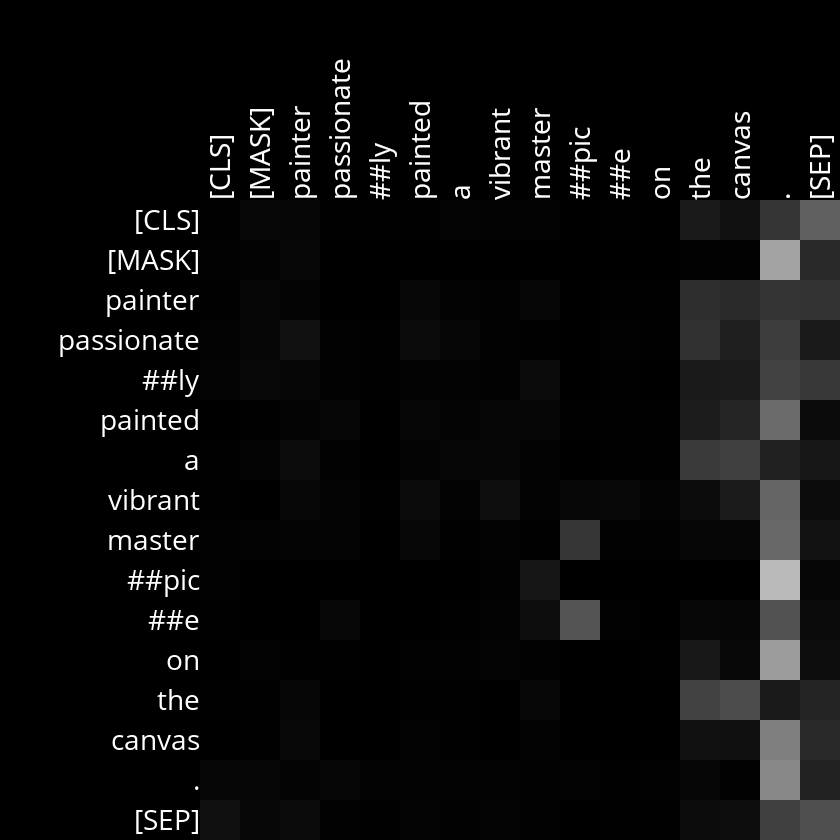 [CLS] [MASK] painter passionate ##ly painted a vibrant master ##pic ##e on the canvas . [SEP]
[CLS]
[MASK]
painter
passionate
##ly
painted
a
vibrant
master
##pic
##e
on
the
canvas
.
[SEP]